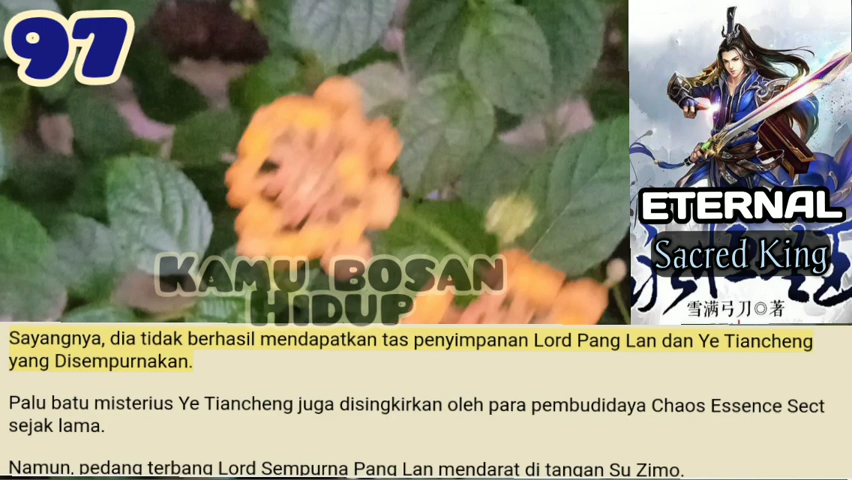 97
KAMU BOSAN
HIDUP
ETERNAL
Sacred King
雪满弓刀◎著
Sayangnya, dia tidak berhasil mendapatkan tas penyimpanan Lord Pang Lan dan Ye Tiancheng
yang Disempurnakan.
Palu batu misterius Ye Tiancheng juga disingkirkan oleh para pembudidaya Chaos Essence Sect
sejak lama.
Namun, pedang terbang Lord Sempurna Pang Lan mendarat di tangan Su Zimo.